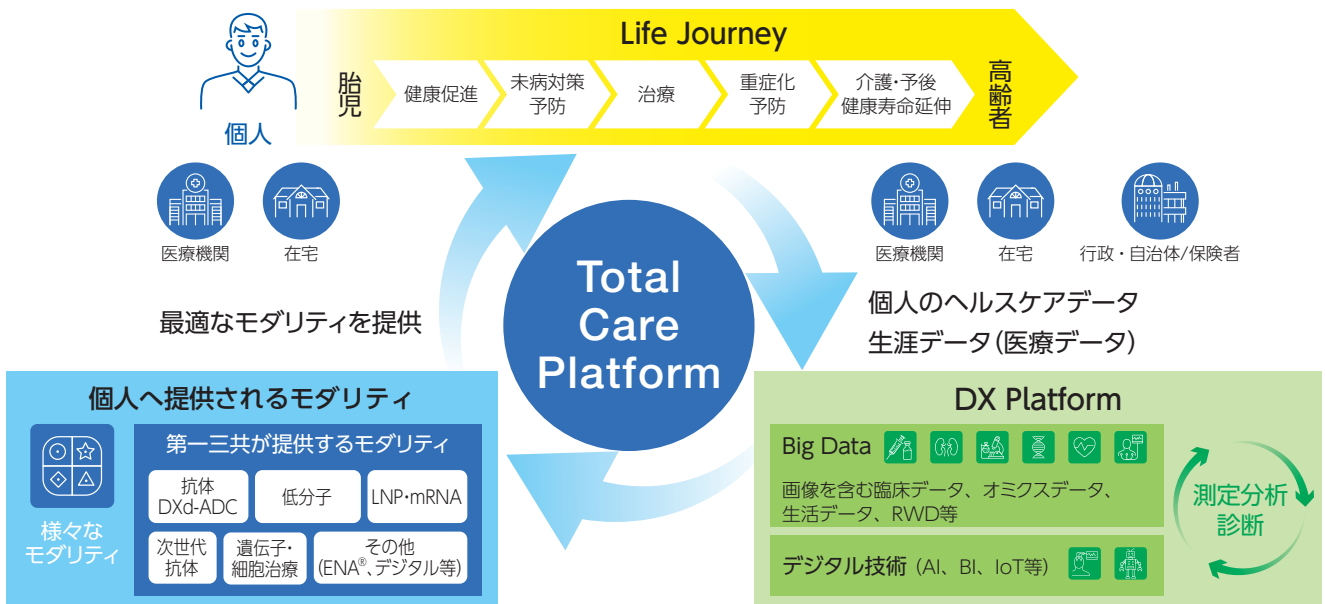 Life Journey
個人
胎児
健康促進
未病対策
予防
治療
重症化
予防
介護・予後
健康寿命延伸
高齢者
医療機関
在宅
医療機関
在宅
行政・自治体/保険者
最適なモダリティを提供
Total
Care
Platform
個人のヘルスケアデータ
生涯データ(医療データ)
個人へ提供されるモダリティ
様々な
モダリティ
第一三共が提供するモダリティ
抗体
DXd-ADC
低分子
LNP・mRNA
次世代
抗体
遺伝子・
細胞治療
その他
(ENA®、デジタル等)
DX Platform
Big Data
画像を含む臨床データ、オミクスデータ、
生活データ、RWD等
デジタル技術 (AI、BI、IoT等)
測定分析
診断